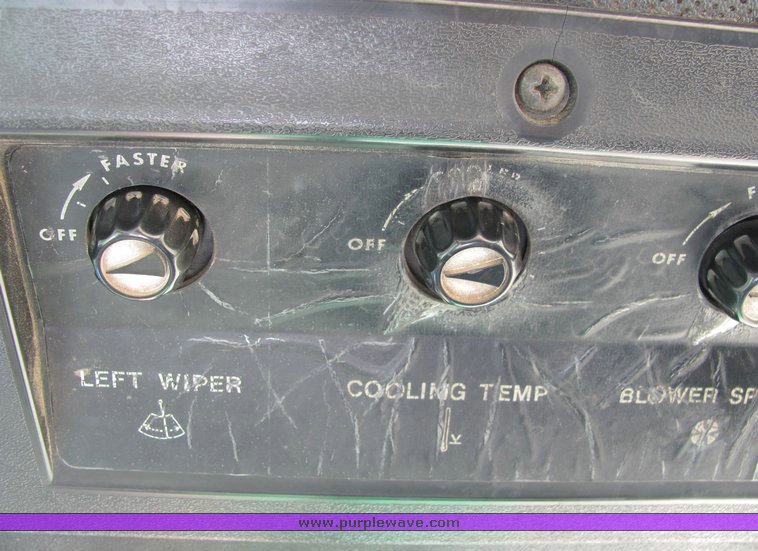 FASTER
OFF
OFF
F
OFF
LEFT WIPER
COOLING TEMP
BLOWER SP
www.purplewave.com